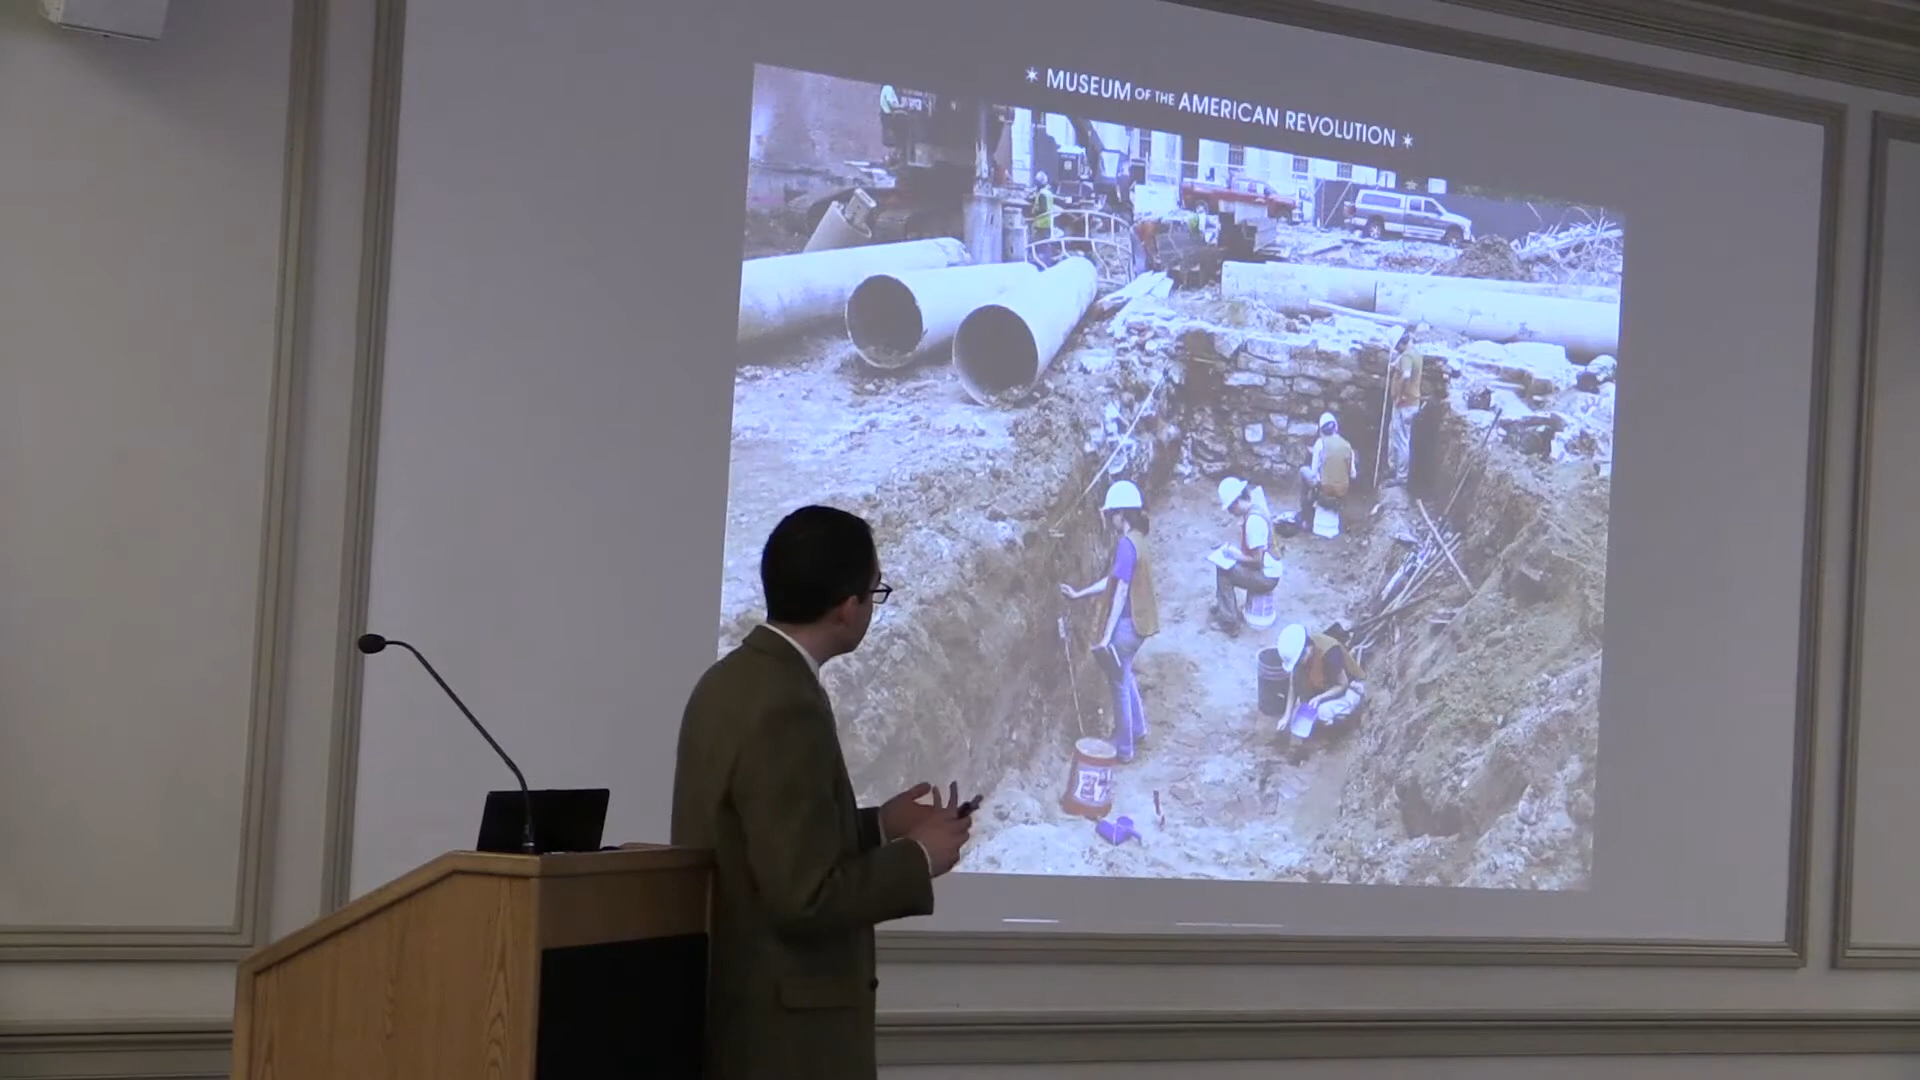 ✶ MUSEUM OF THE AMERICAN REVOLUTION ✶